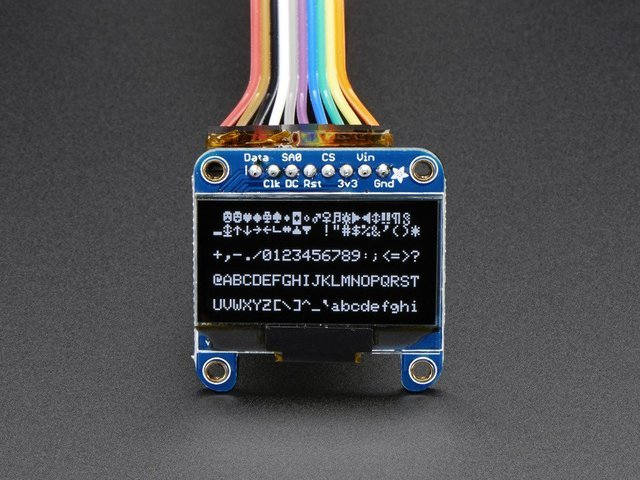 Data SA0 CS Vin
Clk DC Rst 3v3 Gnd
☺☻♥♦♣♠•◘○♂♀♫☼►◄↕‼¶§
▬↨↑↓→←∟↔▲▼ !"#$%&'()*
+,-./0123456789:;<=>?
@ABCDEFGHIJKLMNOPQRST
UVWXYZ[\]^_`abcdefghi